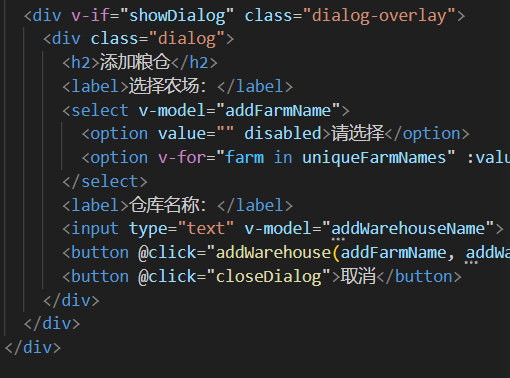 <div v-if="showDialog" class="dialog-overlay">
<div class="dialog">
<h2>添加粮仓</h2>
<label>选择农场：</label>
<select v-model="addFarmName">
<option value="" disabled>请选择</option>
<option v-for="farm in uniqueFarmNames" :valu
</select>
<label>仓库名称：</label>
<input type="text" v-model="addWarehouseName">
<button @click="addWarehouse(addFarmName, addWa
<button @click="closeDialog">取消</button>
</div>
</div>
</div>